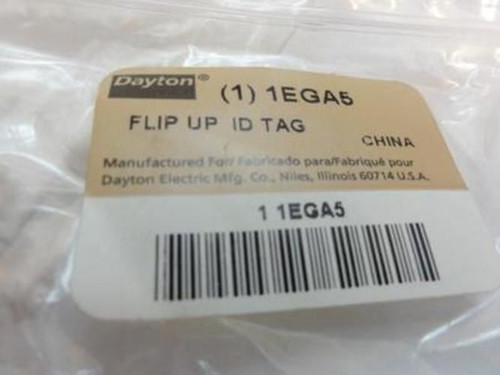 Dayton® (1) 1EGA5
FLIP UP ID TAG
CHINA
Manufactured For/ Fabricado para/Fabriqué pour
Dayton Electric Mfg. Co., Niles, Illinois 60714 U.S.A.
1 1EGA5